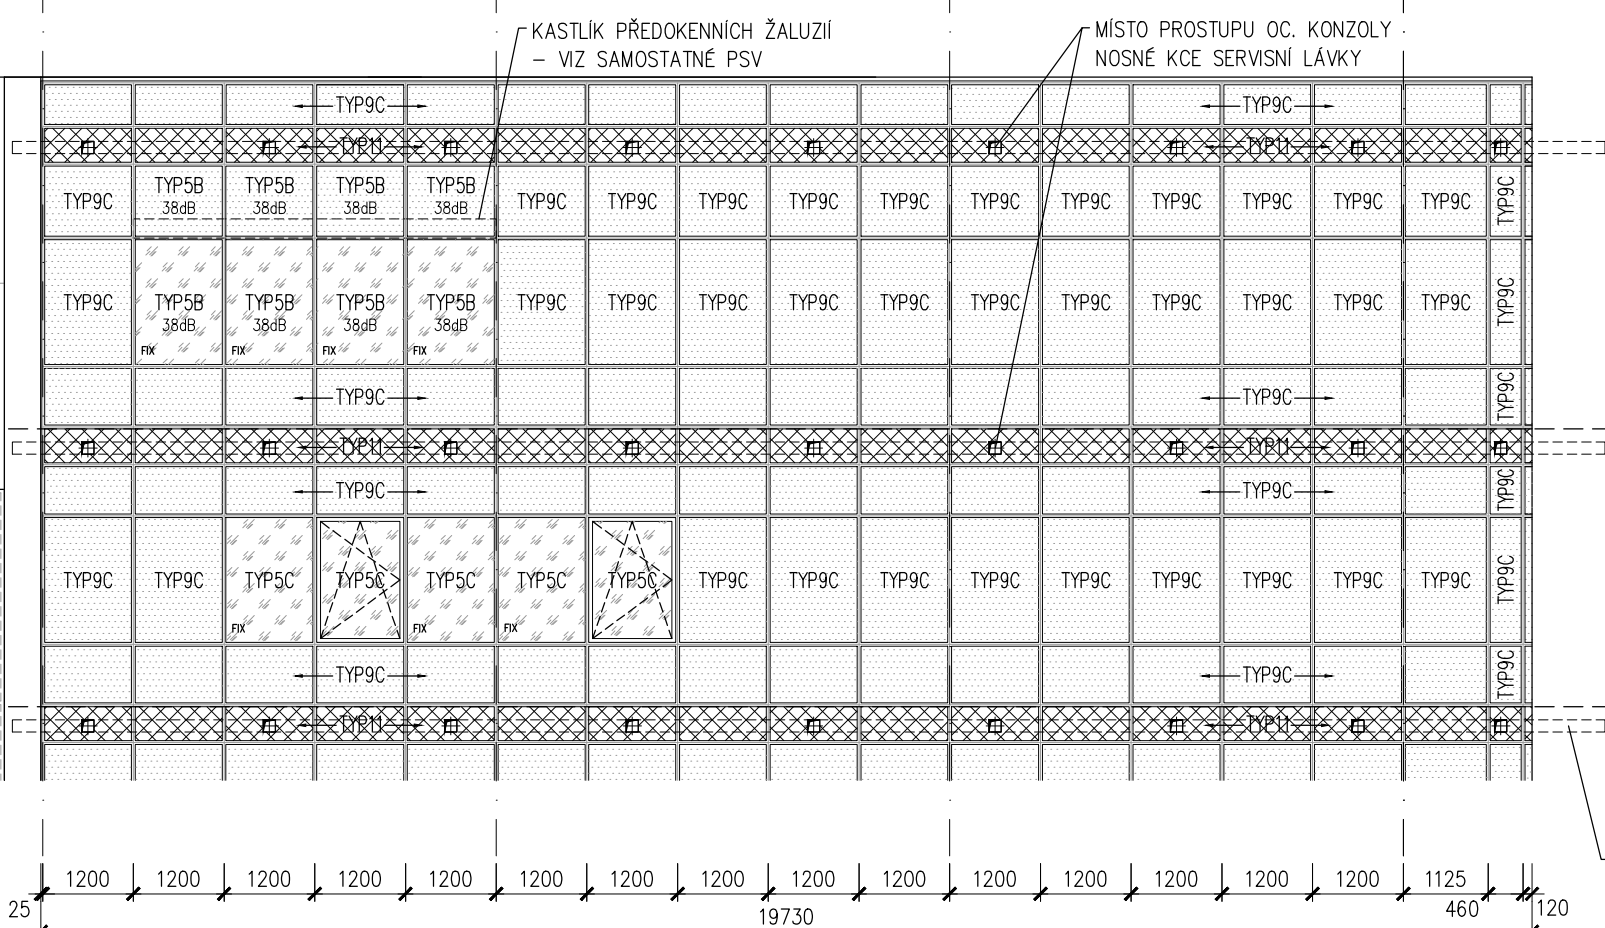 KASTLÍK PŘEDOKENNÍCH ŽALUZIÍ
– VIZ SAMOSTATNÉ PSV
MÍSTO PROSTUPU OC. KONZOLY
NOSNÉ KCE SERVISNÍ LÁVKY
TYP9C TYP9C
TYP11 TYP11
TYP9C TYP5B TYP5B TYP5B TYP5B TYP9C TYP9C TYP9C TYP9C TYP9C TYP9C TYP9C TYP9C TYP9C TYP9C TYP9C TYP9C
38dB 38dB 38dB 38dB
TYP9C TYP5B TYP5B TYP5B TYP5B TYP9C TYP9C TYP9C TYP9C TYP9C TYP9C TYP9C TYP9C TYP9C TYP9C TYP9C TYP9C
38dB 38dB 38dB 38dB
FIX FIX FIX FIX
TYP9C TYP9C TYP9C
TYP11 TYP11
TYP9C TYP9C TYP9C
TYP9C TYP9C TYP5C TYP5C TYP5C TYP5C TYP5C TYP9C TYP9C TYP9C TYP9C TYP9C TYP9C TYP9C TYP9C TYP9C TYP9C
FIX FIX FIX
TYP9C TYP9C TYP9C
TYP11 TYP11
1200 1200 1200 1200 1200 1200 1200 1200 1200 1200 1200 1200 1200 1200 1200 1125
25 19730 460 120